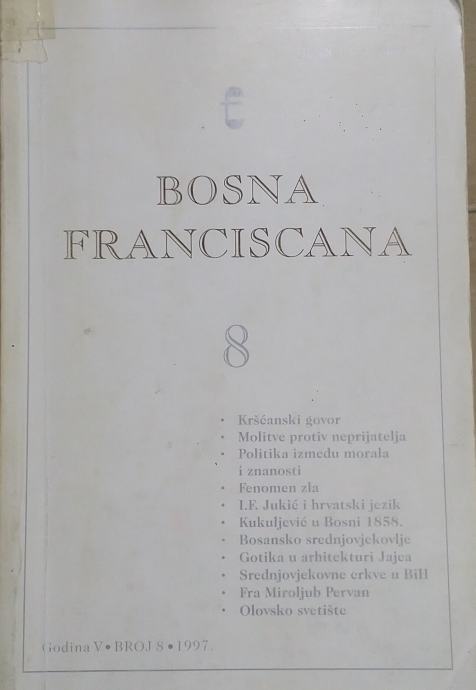 BOSNA
FRANCISCANA
8
• Kršćanski govor
• Molitve protiv neprijatelja
• Politika između morala
i znanosti
• Fenomen zla
• I.F. Jukić i hrvatski jezik
• Kukuljević u Bosni 1858.
• Bosansko srednjovjekovlje
• Gotika u arhitekturi Jajca
• Srednjovjekovne crkve u BiH
• Fra Miroljub Pervan
• Olovsko svetište
Godina V • BROJ 8 • 1997.